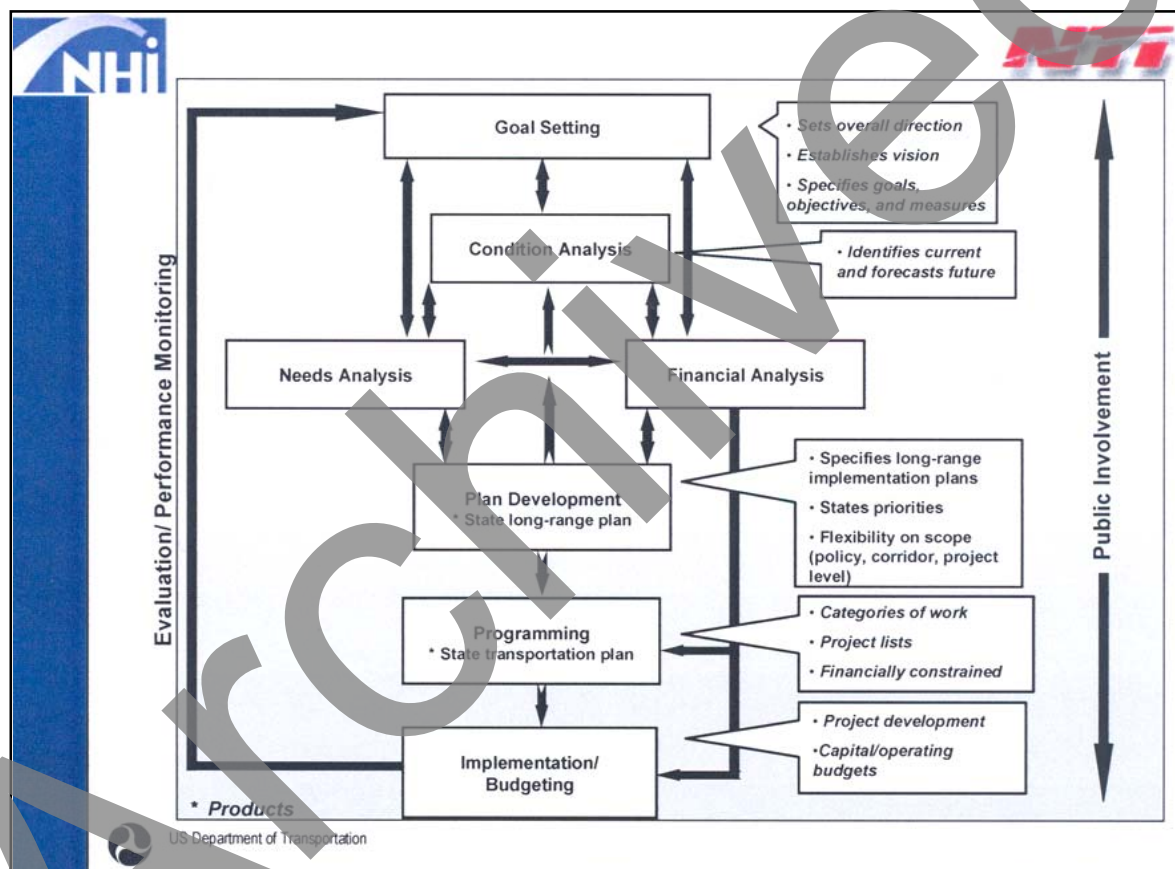 NHI
NTI
Goal Setting
• Sets overall direction
• Establishes vision
• Specifies goals,
objectives, and measures
Condition Analysis
• Identifies current
and forecasts future
Needs Analysis
Financial Analysis
Plan Development
* State long-range plan
• Specifies long-range
implementation plans
• States priorities
• Flexibility on scope
(policy, corridor, project
level)
Programming
* State transportation plan
• Categories of work
• Project lists
• Financially constrained
Implementation/
Budgeting
• Project development
•Capital/operating
budgets
Evaluation/ Performance Monitoring
Public Involvement
* Products
US Department of Transportation
Archived